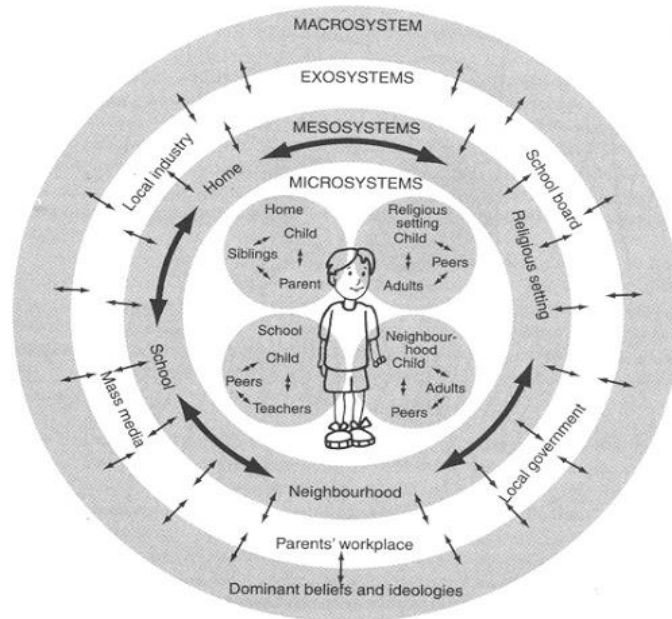 MACROSYSTEM
EXOSYSTEMS
MESOSYSTEMS
MICROSYSTEMS
Local industry
Home
School board
Religious setting
Home
Child
Siblings
Parent
Religious
setting
Child
Peers
Adults
School
Child
Peers
Teachers
Neighbour-
hood
Child
Adults
Peers
School
Mass media
Local government
Neighbourhood
Parents' workplace
Dominant beliefs and ideologies